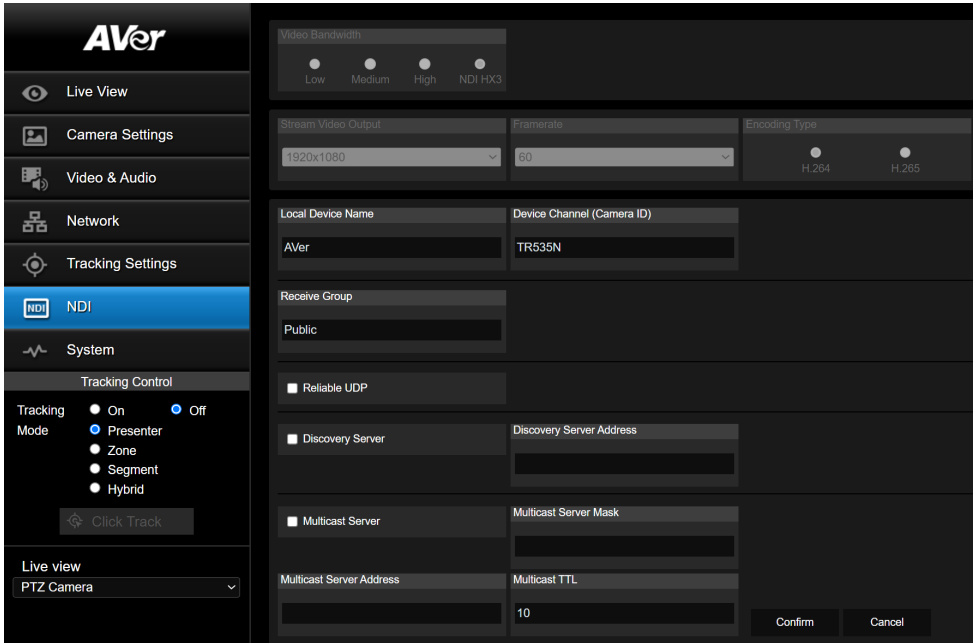 AVer
Live View
Camera Settings
Video & Audio
Network
Tracking Settings
NDI NDI
System
Tracking Control
Tracking On Off
Mode Presenter
Zone
Segment
Hybrid
Click Track
Live view
PTZ Camera
Video Bandwidth
Low Medium High NDI HX3
Stream Video Output Framerate Encoding Type
1920x1080 60
H.264 H.265
Local Device Name Device Channel (Camera ID)
AVer TR535N
Receive Group
Public
Reliable UDP
Discovery Server Discovery Server Address
Multicast Server Multicast Server Mask
Multicast Server Address Multicast TTL
10
Confirm Cancel